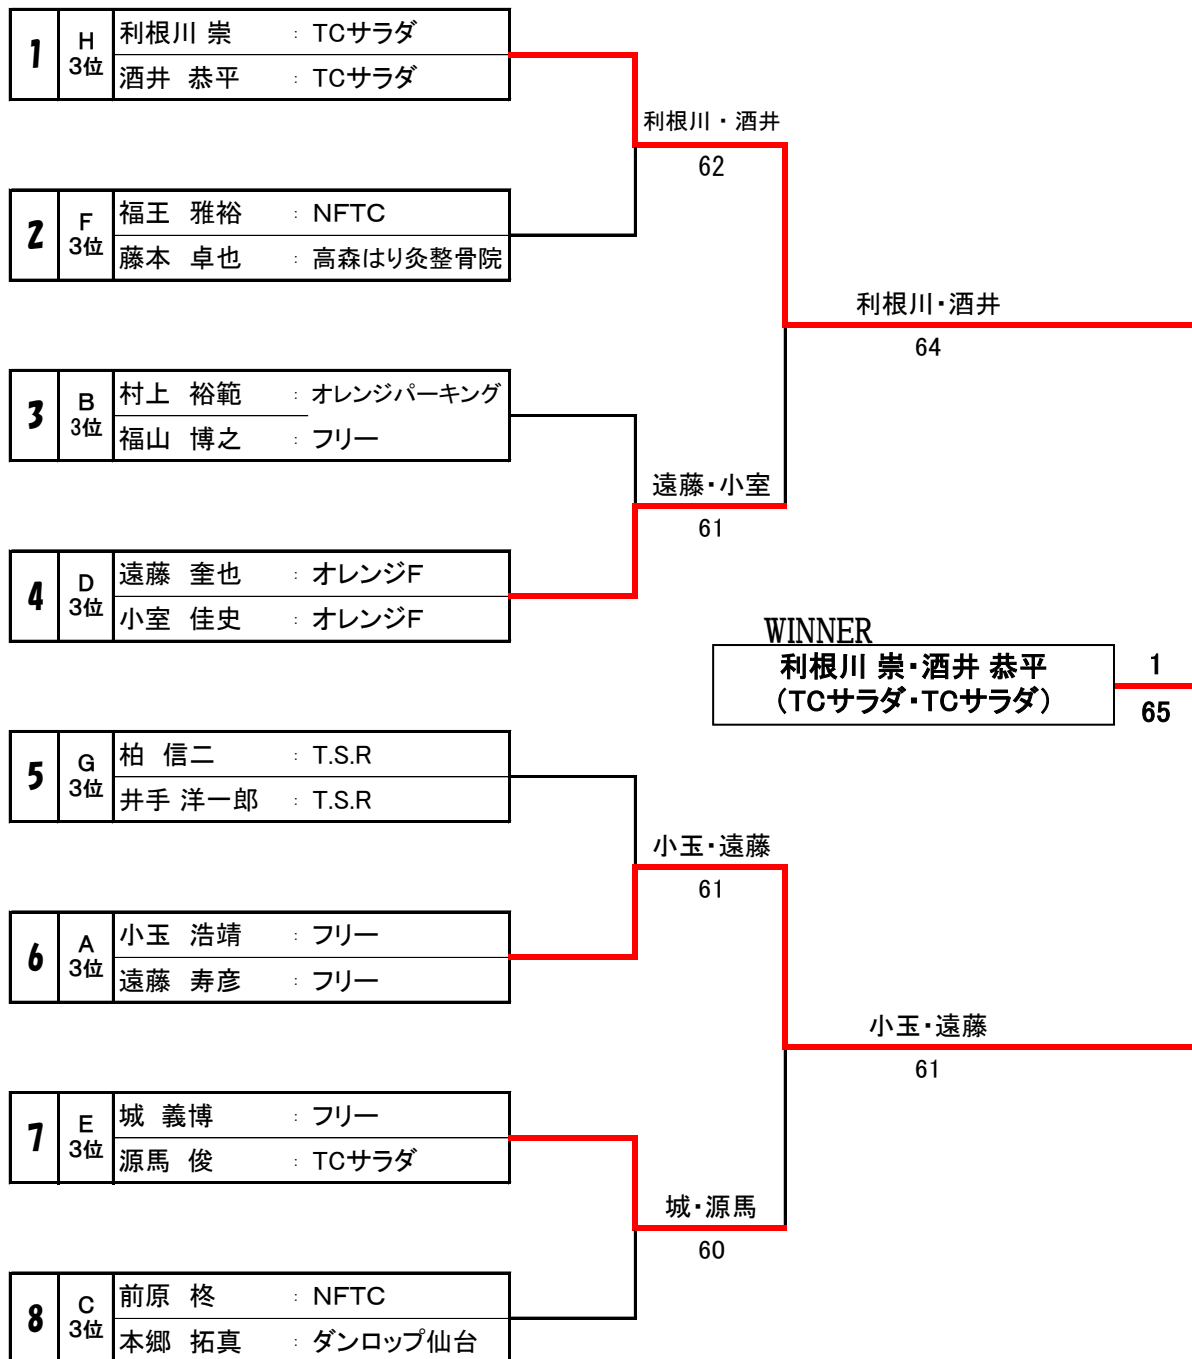 1 H 3位 利根川 崇 : TCサラダ
酒井 恭平 : TCサラダ
利根川・酒井
62
2 F 3位 福王 雅裕 : NFTC
藤本 卓也 : 高森はり灸整骨院
利根川・酒井
64
3 B 3位 村上 裕範 : オレンジパーキング
福山 博之 : フリー
遠藤・小室
61
4 D 3位 遠藤 奎也 : オレンジF
小室 佳史 : オレンジF
WINNER
利根川 崇・酒井 恭平
(TCサラダ・TCサラダ)
1
65
5 G 3位 柏 信二 : T.S.R
井手 洋一郎 : T.S.R
小玉・遠藤
61
6 A 3位 小玉 浩靖 : フリー
遠藤 寿彦 : フリー
小玉・遠藤
61
7 E 3位 城 義博 : フリー
源馬 俊 : TCサラダ
城・源馬
60
8 C 3位 前原 柊 : NFTC
本郷 拓真 : ダンロップ仙台